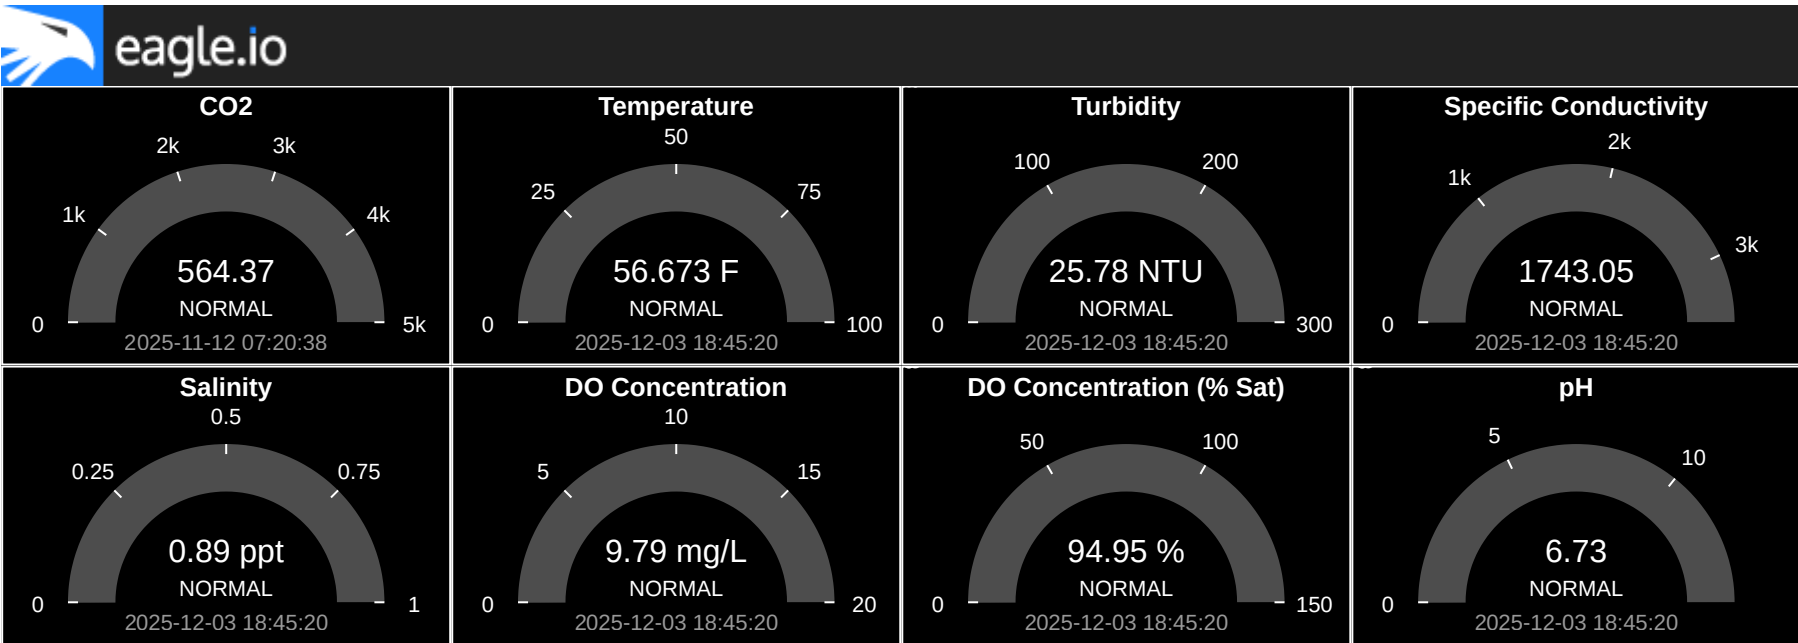 eagle.io
CO2
2k
3k
1k
4k
564.37
NORMAL
0
5k
2025-11-12 07:20:38
Temperature
50
25
75
56.673 F
NORMAL
0
100
2025-12-03 18:45:20
Turbidity
100
200
25.78 NTU
NORMAL
0
300
2025-12-03 18:45:20
Specific Conductivity
2k
1k
3k
1743.05
NORMAL
0
2025-12-03 18:45:20
Salinity
0.5
0.25
0.75
0.89 ppt
NORMAL
0
1
2025-12-03 18:45:20
DO Concentration
10
5
15
9.79 mg/L
NORMAL
0
20
2025-12-03 18:45:20
DO Concentration (% Sat)
50
100
94.95 %
NORMAL
0
150
2025-12-03 18:45:20
pH
5
10
6.73
NORMAL
0
2025-12-03 18:45:20